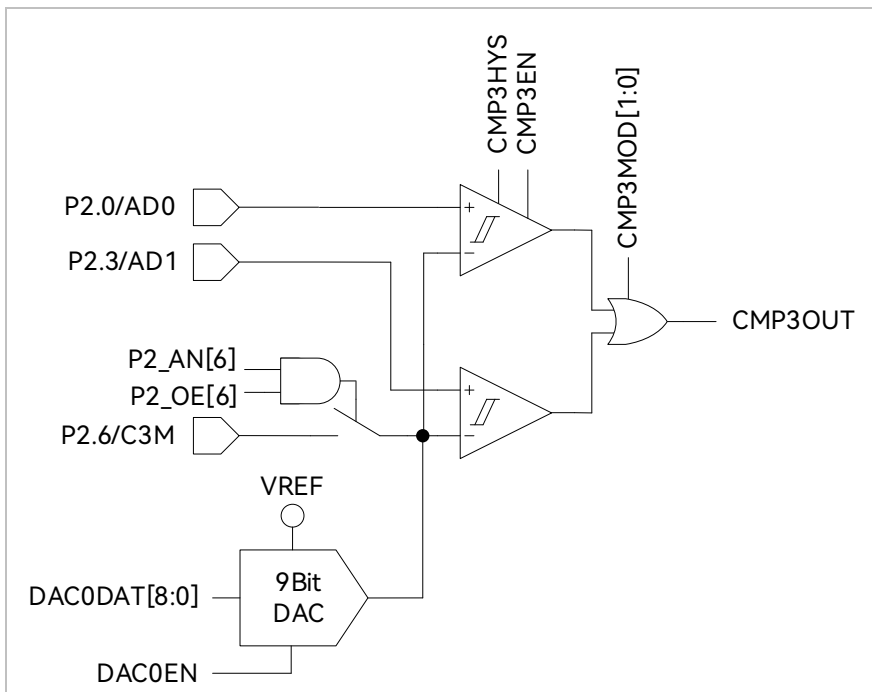 CMP3HYS
CMP3EN
CMP3MOD[1:0]
P2.0/AD0
+
−
P2.3/AD1
CMP3OUT
P2_AN[6]
P2_OE[6]
+
−
P2.6/C3M
VREF
9Bit
DAC
DAC0DAT[8:0]
DAC0EN